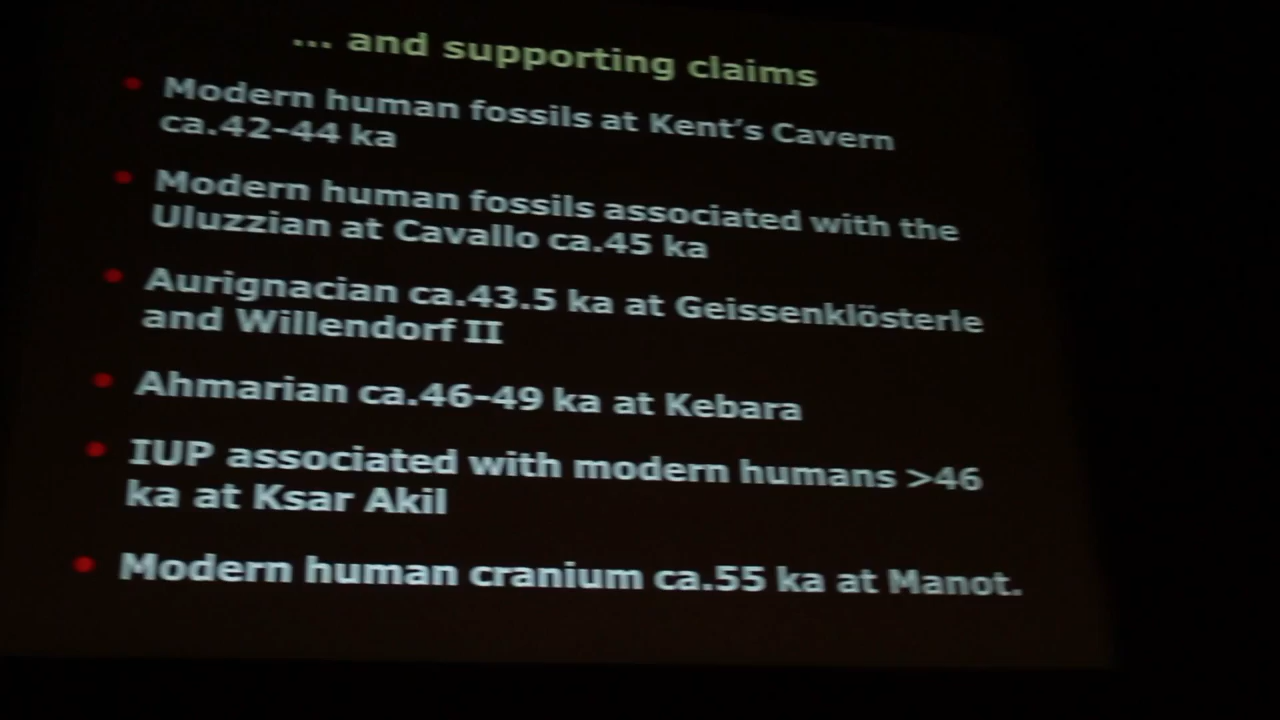 ... and supporting claims
• Modern human fossils at Kent's Cavern
ca.42-44 ka
• Modern human fossils associated with the
Uluzzian at Cavallo ca.45 ka
• Aurignacian ca.43.5 ka at Geissenklösterle
and Willendorf II
• Ahmarian ca.46-49 ka at Kebara
• IUP associated with modern humans >46
ka at Ksar Akil
• Modern human cranium ca.55 ka at Manot.